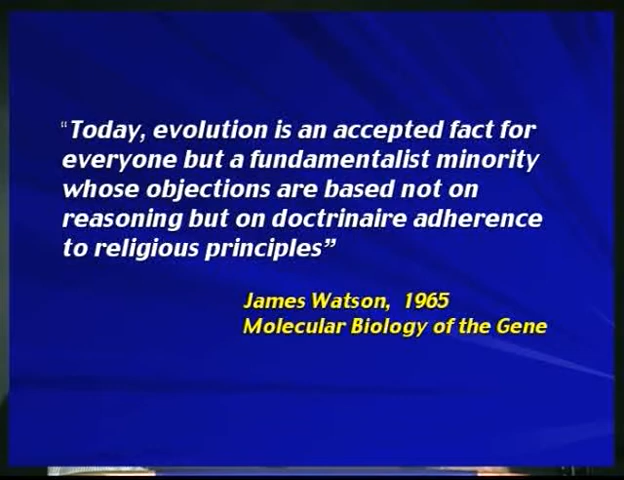 “Today, evolution is an accepted fact for
everyone but a fundamentalist minority
whose objections are based not on
reasoning but on doctrinaire adherence
to religious principles”
James Watson, 1965
Molecular Biology of the Gene